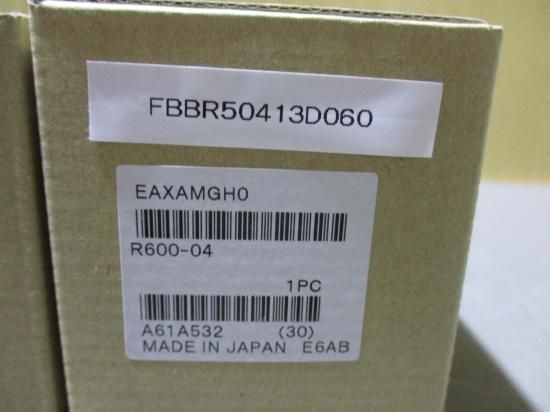 FBBR50413D060
EAXAMGH0
R600-04
1PC
A61A532 (30)
MADE IN JAPAN E6AB